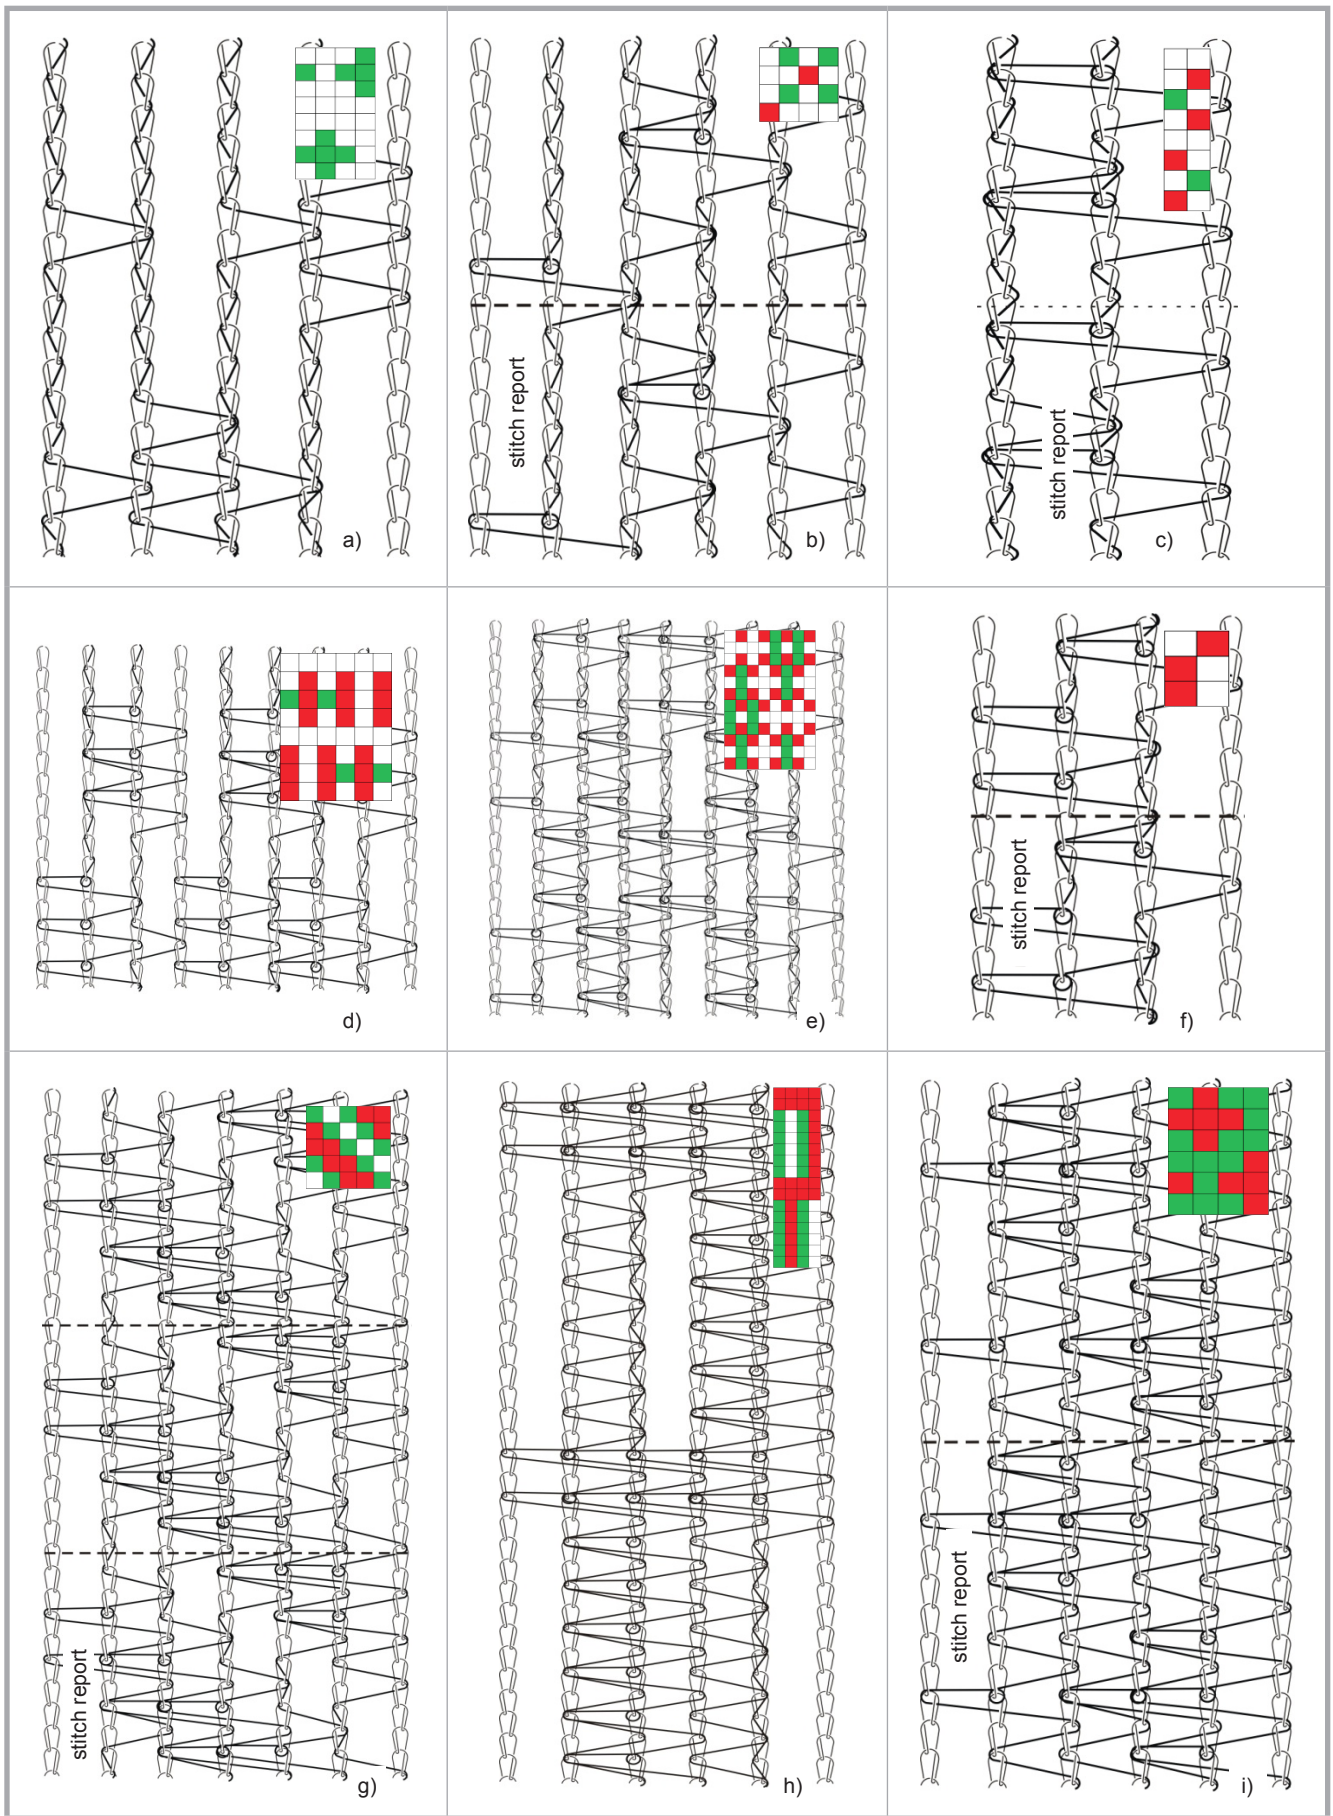 a)
b)
stitch report
c)
stitch report
d)
e)
f)
stitch report
g)
stitch report
h)
i)
stitch report